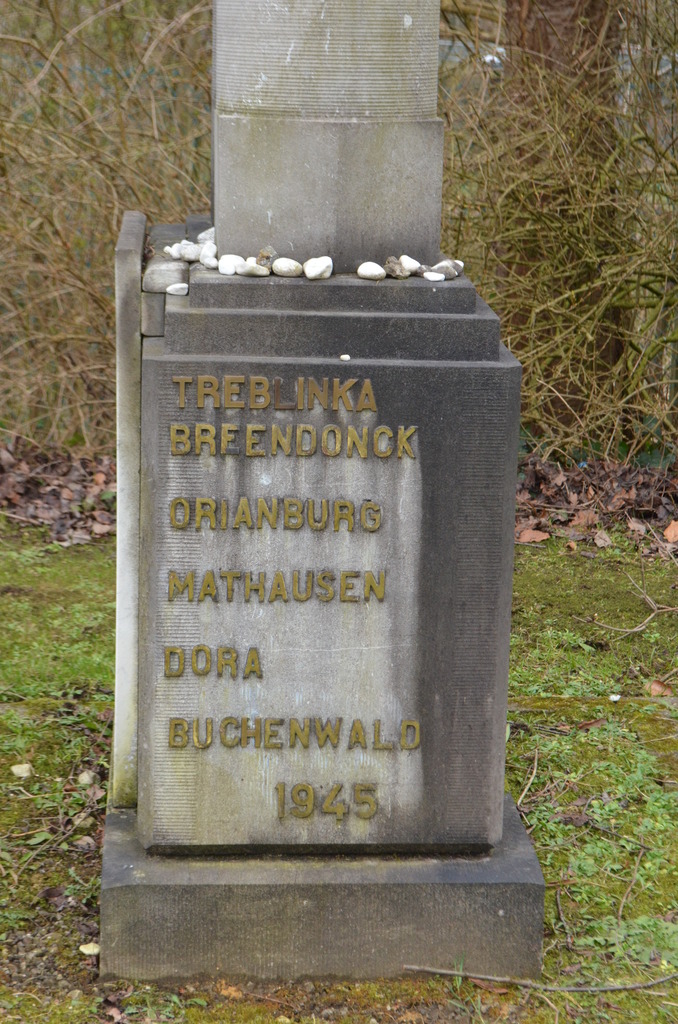 TREBLINKA
BREENDONCK
ORIANBURG
MATHAUSEN
DORA
BUCHENWALD
1945